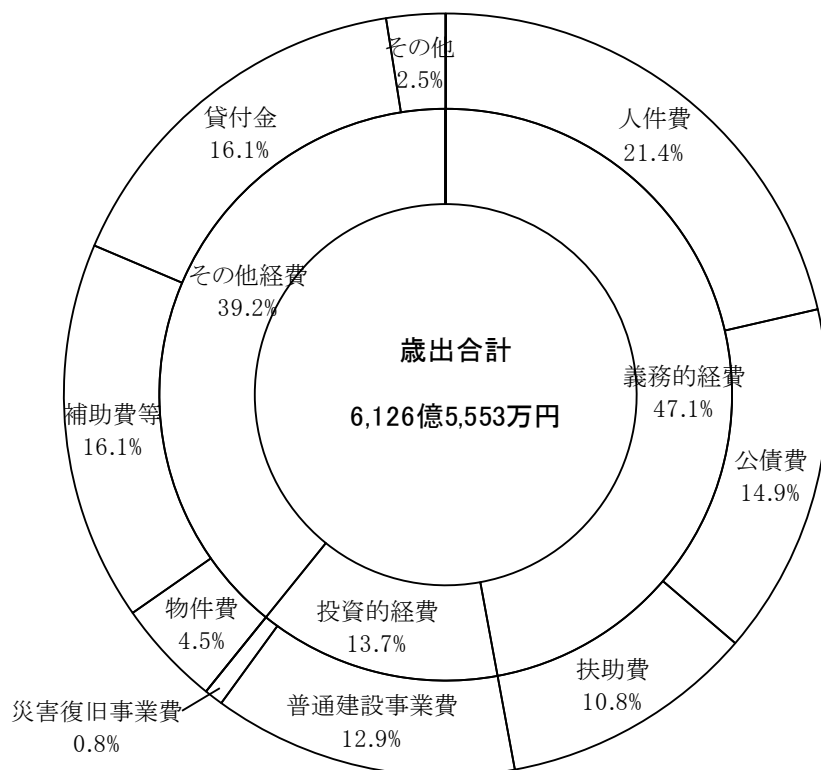 その他
2.5%
人件費
21.4%
貸付金
16.1%
その他経費
39.2%
歳出合計
6,126億5,553万円
義務的経費
47.1%
補助費等
16.1%
公債費
14.9%
物件費
4.5%
投資的経費
13.7%
扶助費
10.8%
災害復旧事業費
0.8%
普通建設事業費
12.9%